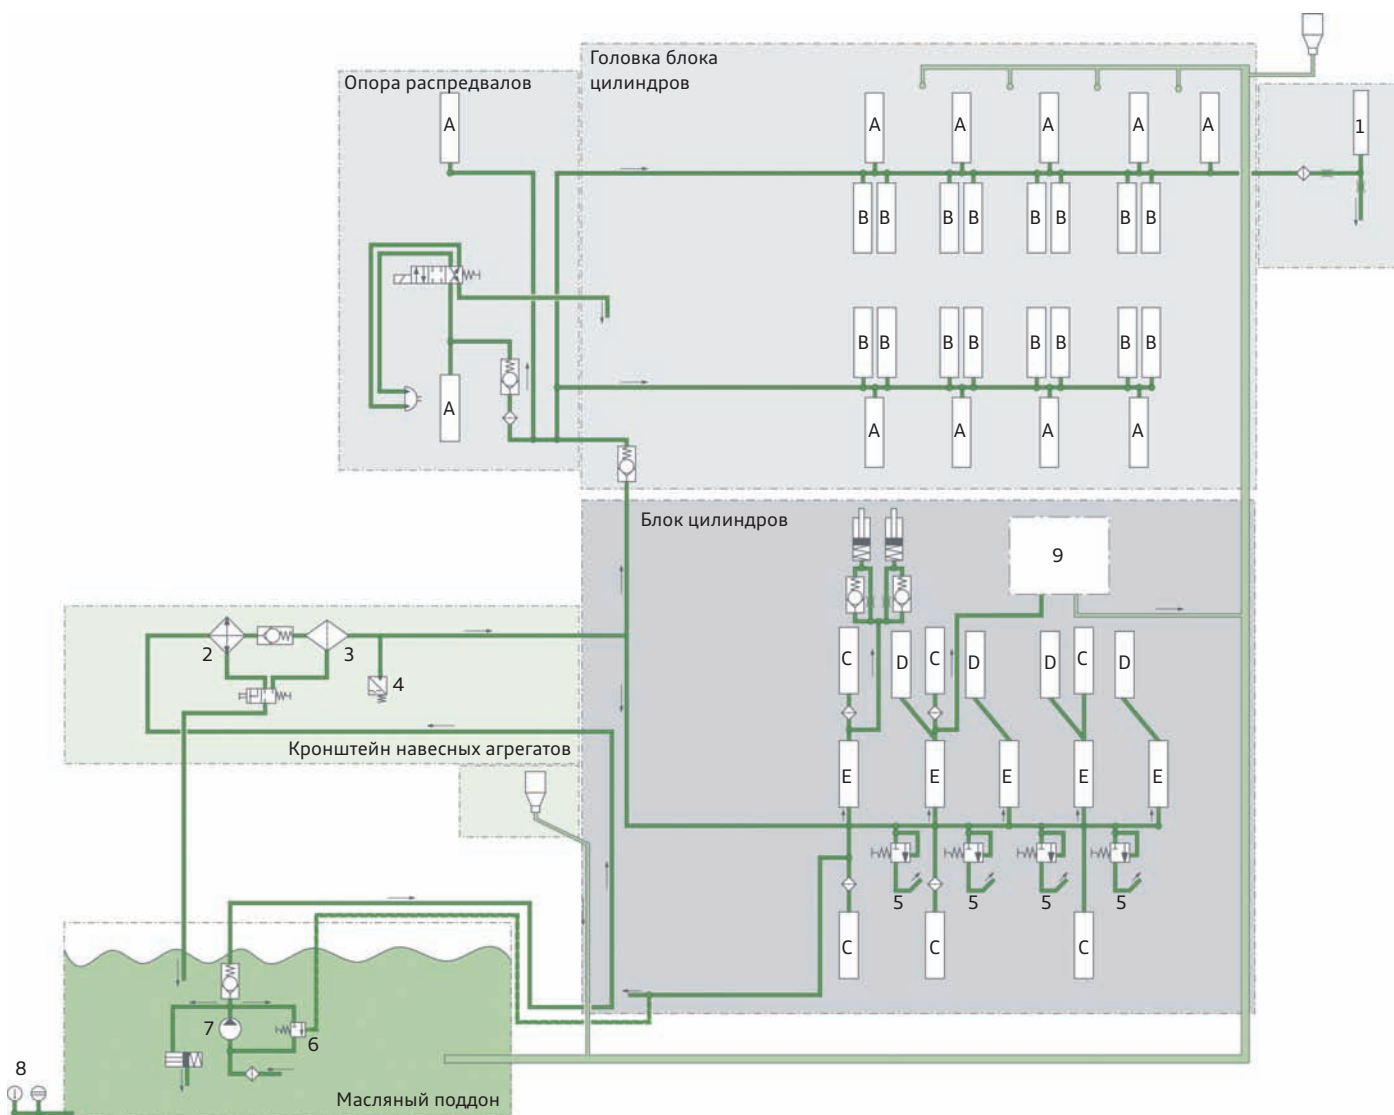 Головка блока
цилиндров
Опора распредвалов
A
A A A A A
1
B B B B B B B B
B B B B B B B B
A
A A A A
Блок цилиндров
9
2
3
4
C
D
C
D
D
C
D
Кронштейн навесных агрегатов
E E E E E
5 5 5 5
C C C
7
6
8
Масляный поддон